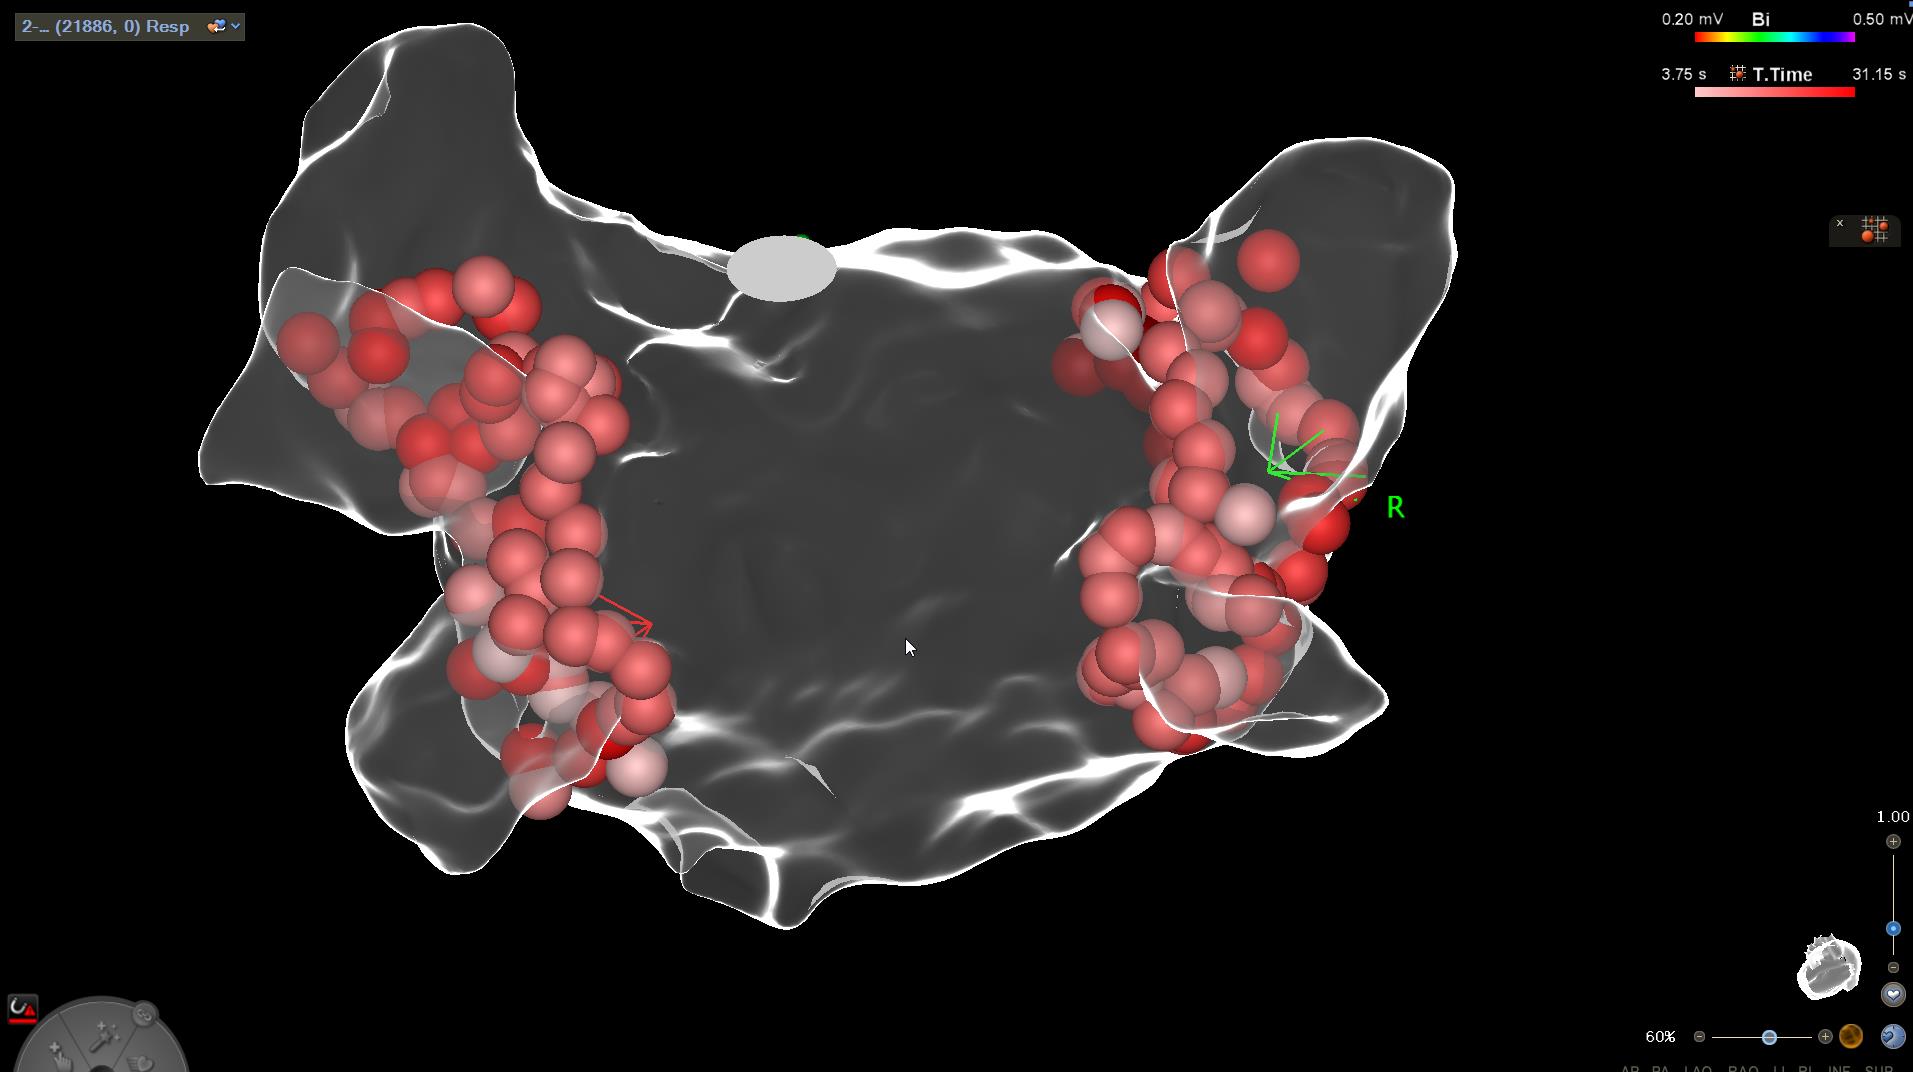 2-... (21886, 0) Resp
0.20 mV Bi 0.50 mV
3.75 s T.Time 31.15 s
x
R
1.00
60%
AP PA LAO RAO LL RL INF SUP